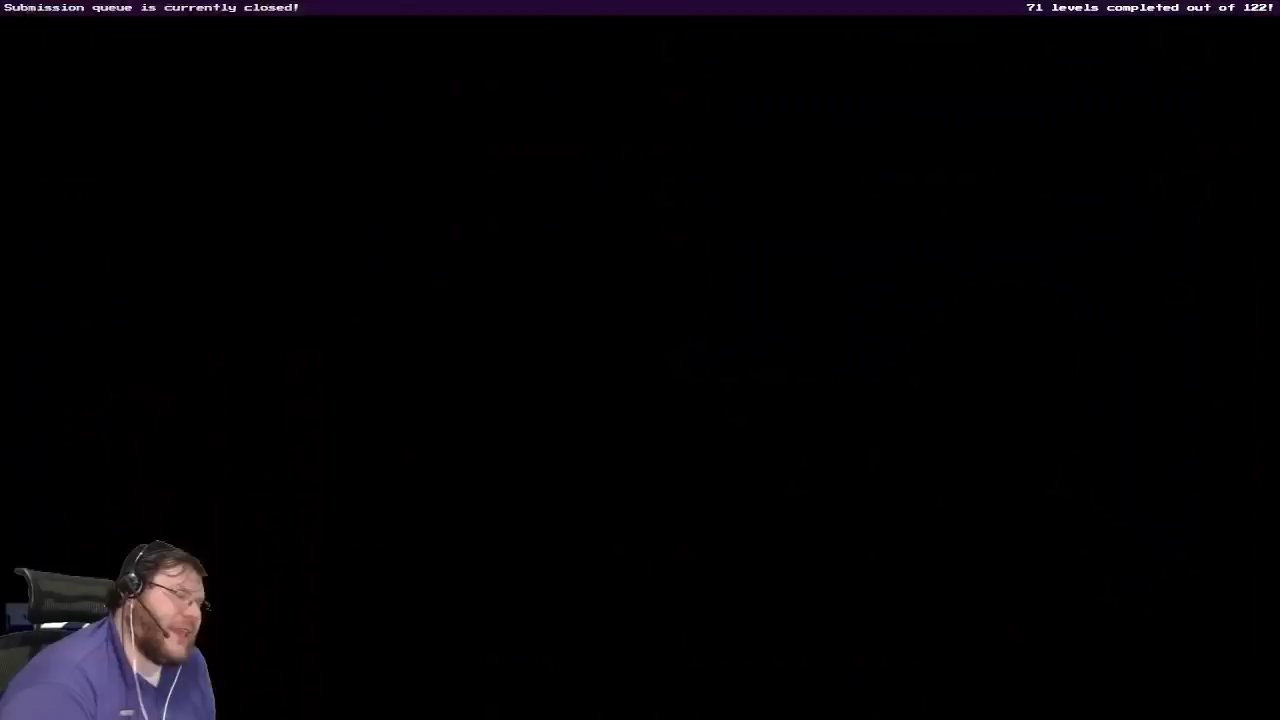 Submission queue is currently closed!
71 levels completed out of 122!